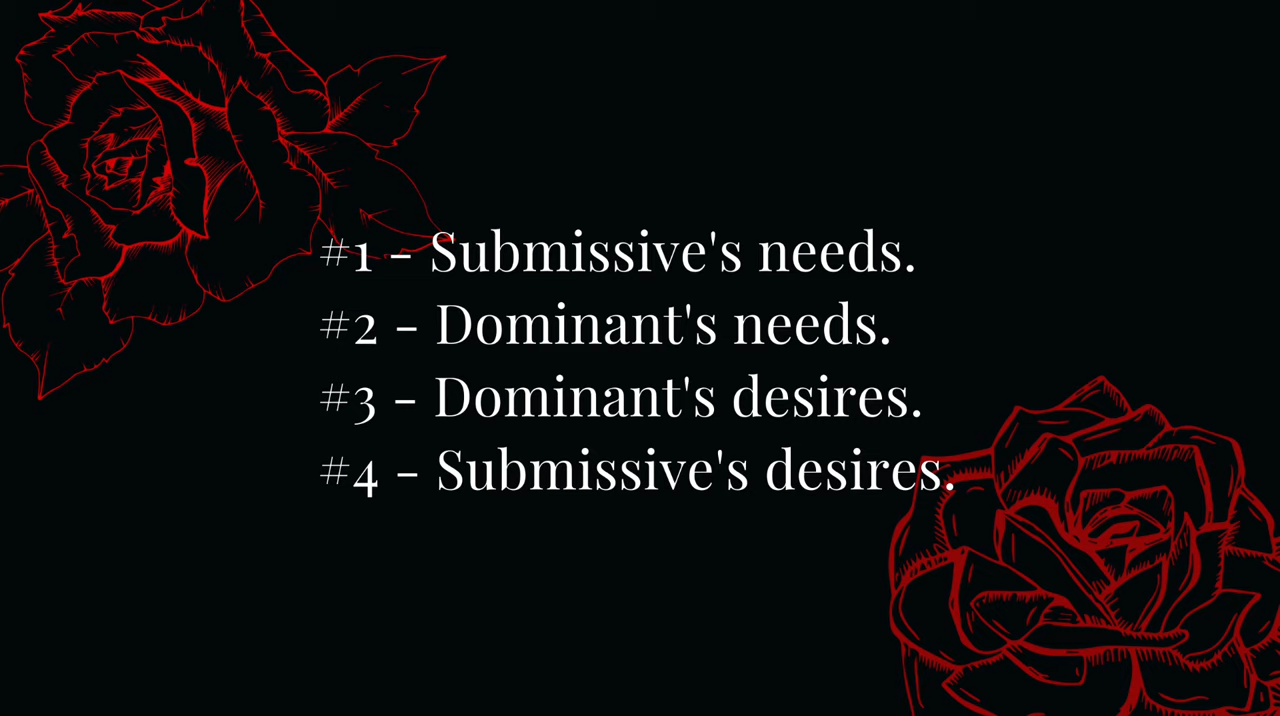 #1 - Submissive's needs.
#2 - Dominant's needs.
#3 - Dominant's desires.
#4 - Submissive's desires.